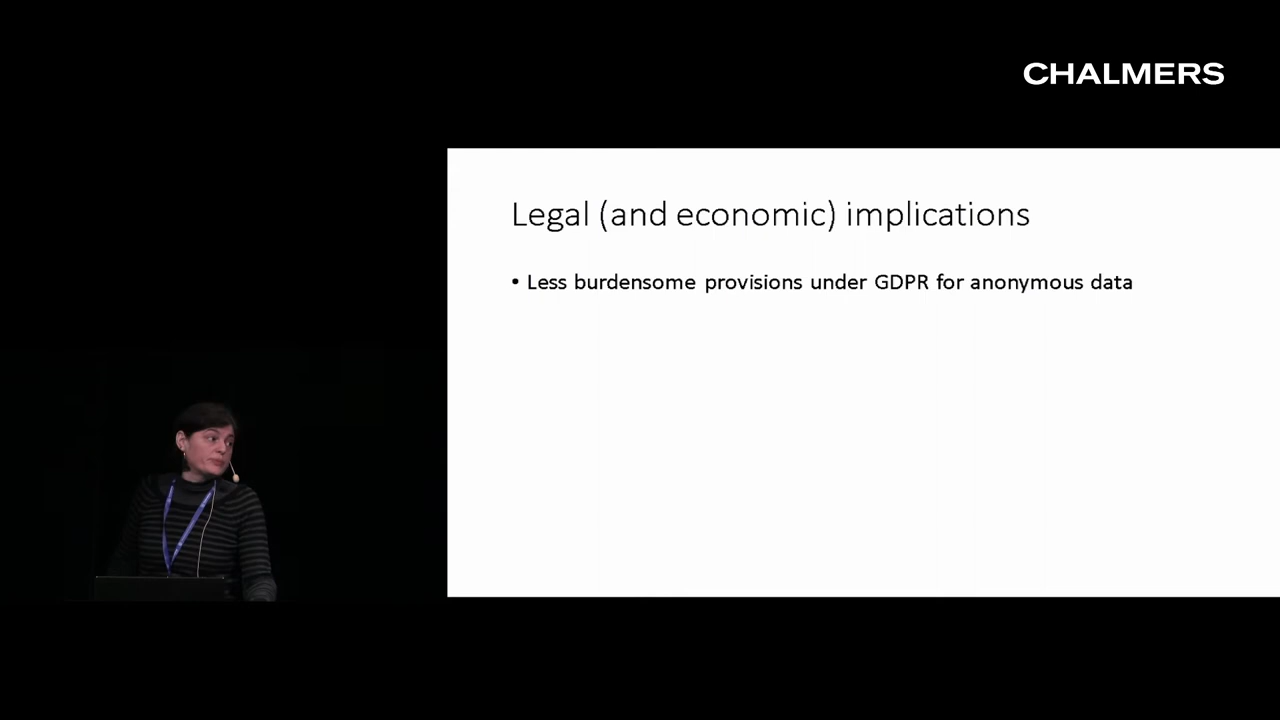 CHALMERS
Legal (and economic) implications
• Less burdensome provisions under GDPR for anonymous data